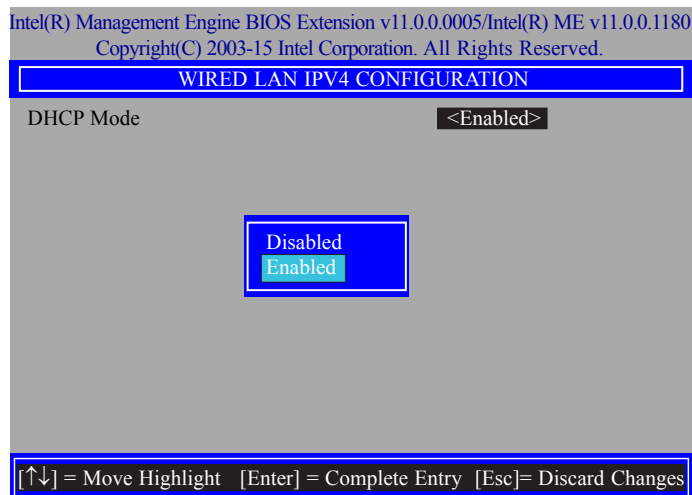 Intel(R) Management Engine BIOS Extension v11.0.0.0005/Intel(R) ME v11.0.0.1180
Copyright(C) 2003-15 Intel Corporation. All Rights Reserved.
WIRED LAN IPV4 CONFIGURATION
DHCP Mode <Enabled>
Disabled
Enabled
[↑↓] = Move Highlight [Enter] = Complete Entry [Esc]= Discard Changes